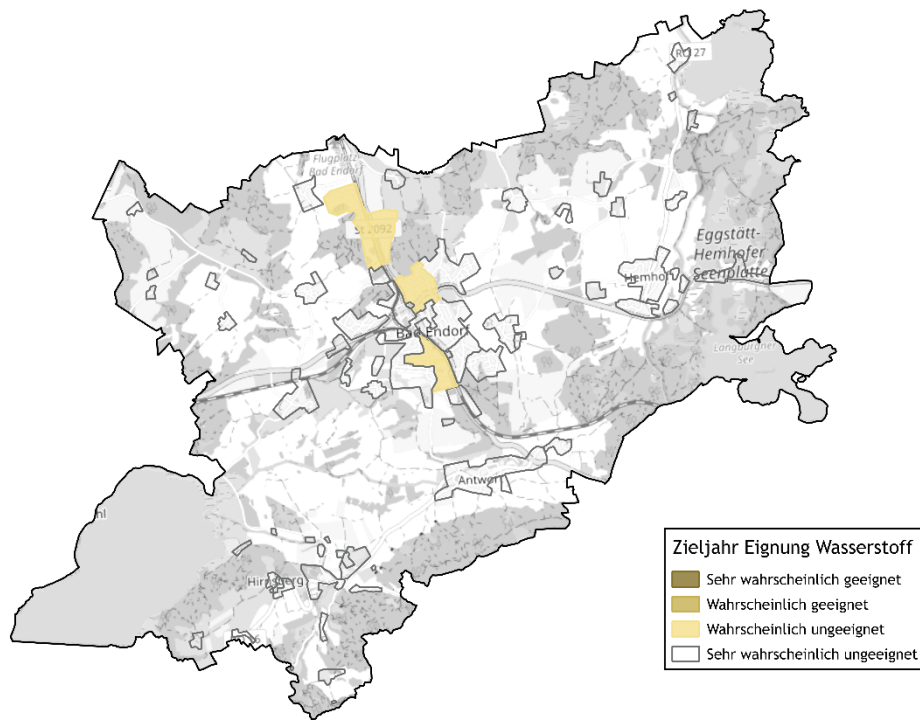 RO 27
Flugplatz
Bad Endorf
St 2092
Eggstätt-
Hemhofer
Seenplatte
Hemhof
Bad Endorf
Langbürgner
See
Antwort
Hirnsberg
Zieljahr Eignung Wasserstoff
Sehr wahrscheinlich geeignet
Wahrscheinlich geeignet
Wahrscheinlich ungeeignet
Sehr wahrscheinlich ungeeignet